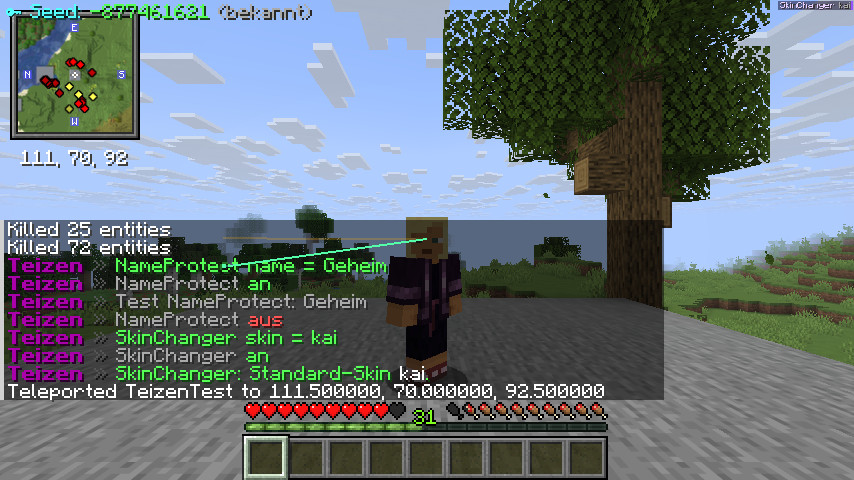 Seed: -877461621 (bekannt)
SkinChanger kai
E
N
S
W
111, 70, 92
Killed 25 entities
Killed 72 entities
Teizen » NameProtect name = Geheim
Teizen » NameProtect an
Teizen » Test NameProtect: Geheim
Teizen » NameProtect aus
Teizen » SkinChanger skin = kai
Teizen » SkinChanger an
Teizen » SkinChanger: Standard-Skin kai.
Teleported TeizenTest to 111.500000, 70.000000, 92.500000
31